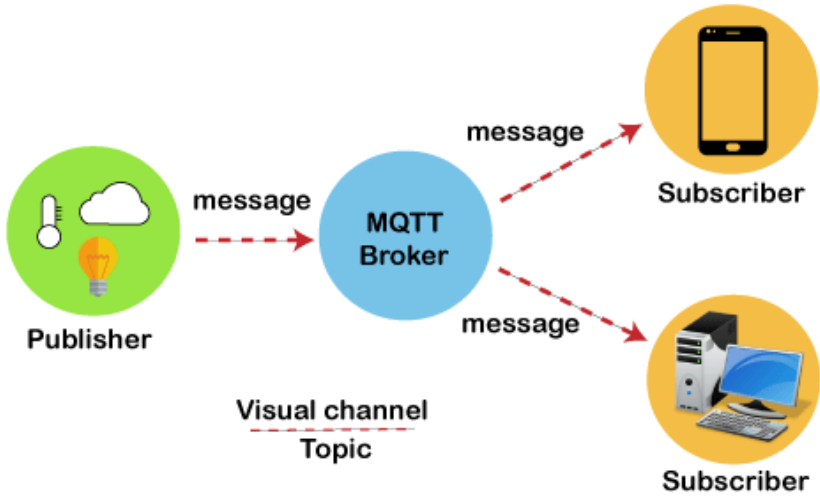 message
Subscriber
message
MQTT
Broker
Publisher
message
Visual channel
Topic
Subscriber